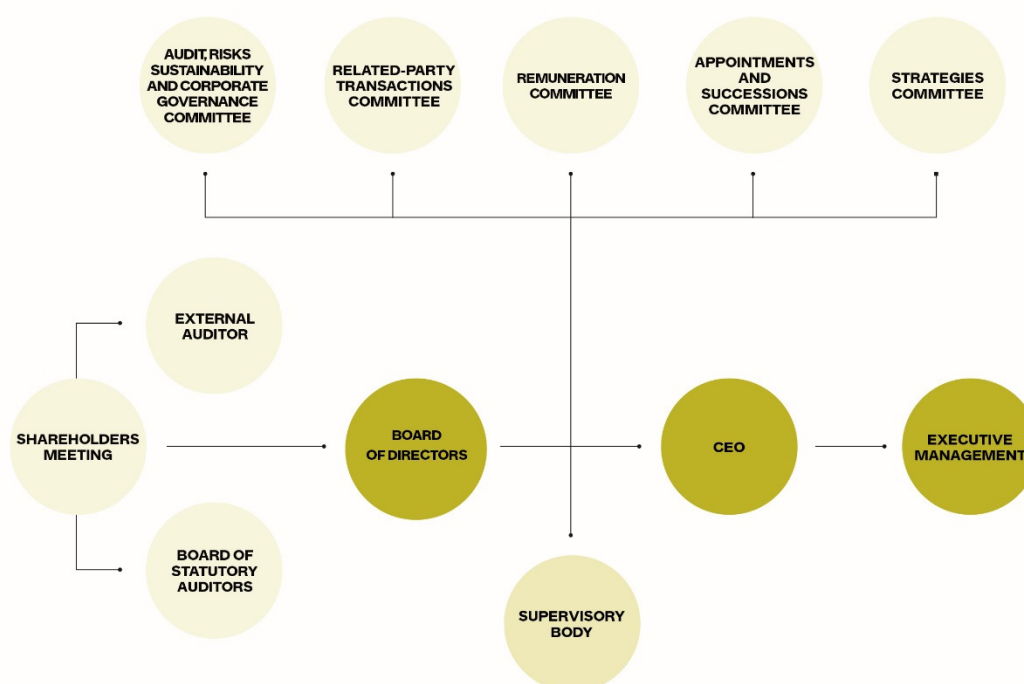 AUDIT, RISKS
SUSTAINABILITY
AND CORPORATE
GOVERNANCE
COMMITTEE
RELATED-PARTY
TRANSACTIONS
COMMITTEE
REMUNERATION
COMMITTEE
APPOINTMENTS
AND
SUCCESSIONS
COMMITTEE
STRATEGIES
COMMITTEE
EXTERNAL
AUDITOR
SHAREHOLDERS
MEETING
BOARD
OF DIRECTORS
CEO
EXECUTIVE
MANAGEMENT
BOARD OF
STATUTORY
AUDITORS
SUPERVISORY
BODY